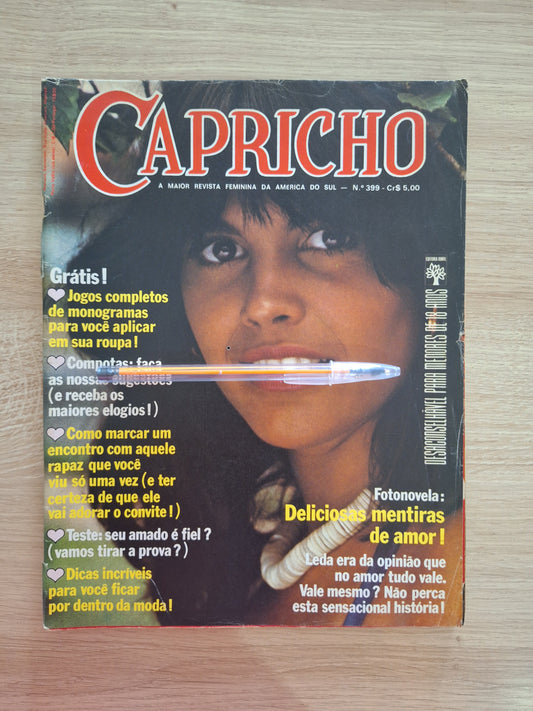 CAPRICHO
A MAIOR REVISTA FEMININA DA AMERICA DO SUL — N.º 399 - Cr$ 5,00
EDITORA ABRIL
Grátis!
Jogos completos
de monogramas
para você aplicar
em sua roupa!
Compotas: faça
as nossas sugestões
(e receba os
maiores elogios!)
Como marcar um
encontro com aquele
rapaz que você
viu só uma vez (e ter
certeza de que ele
vai adorar o convite!)
Teste: seu amado é fiel?
(vamos tirar a prova?)
Dicas incríveis
para você ficar
por dentro da moda!
DESACONSELHÁVEL PARA MENORES DE 18 ANOS
Fotonovela:
Deliciosas mentiras
de amor!
Leda era da opinião que
no amor tudo vale.
Vale mesmo? Não perca
esta sensacional história!